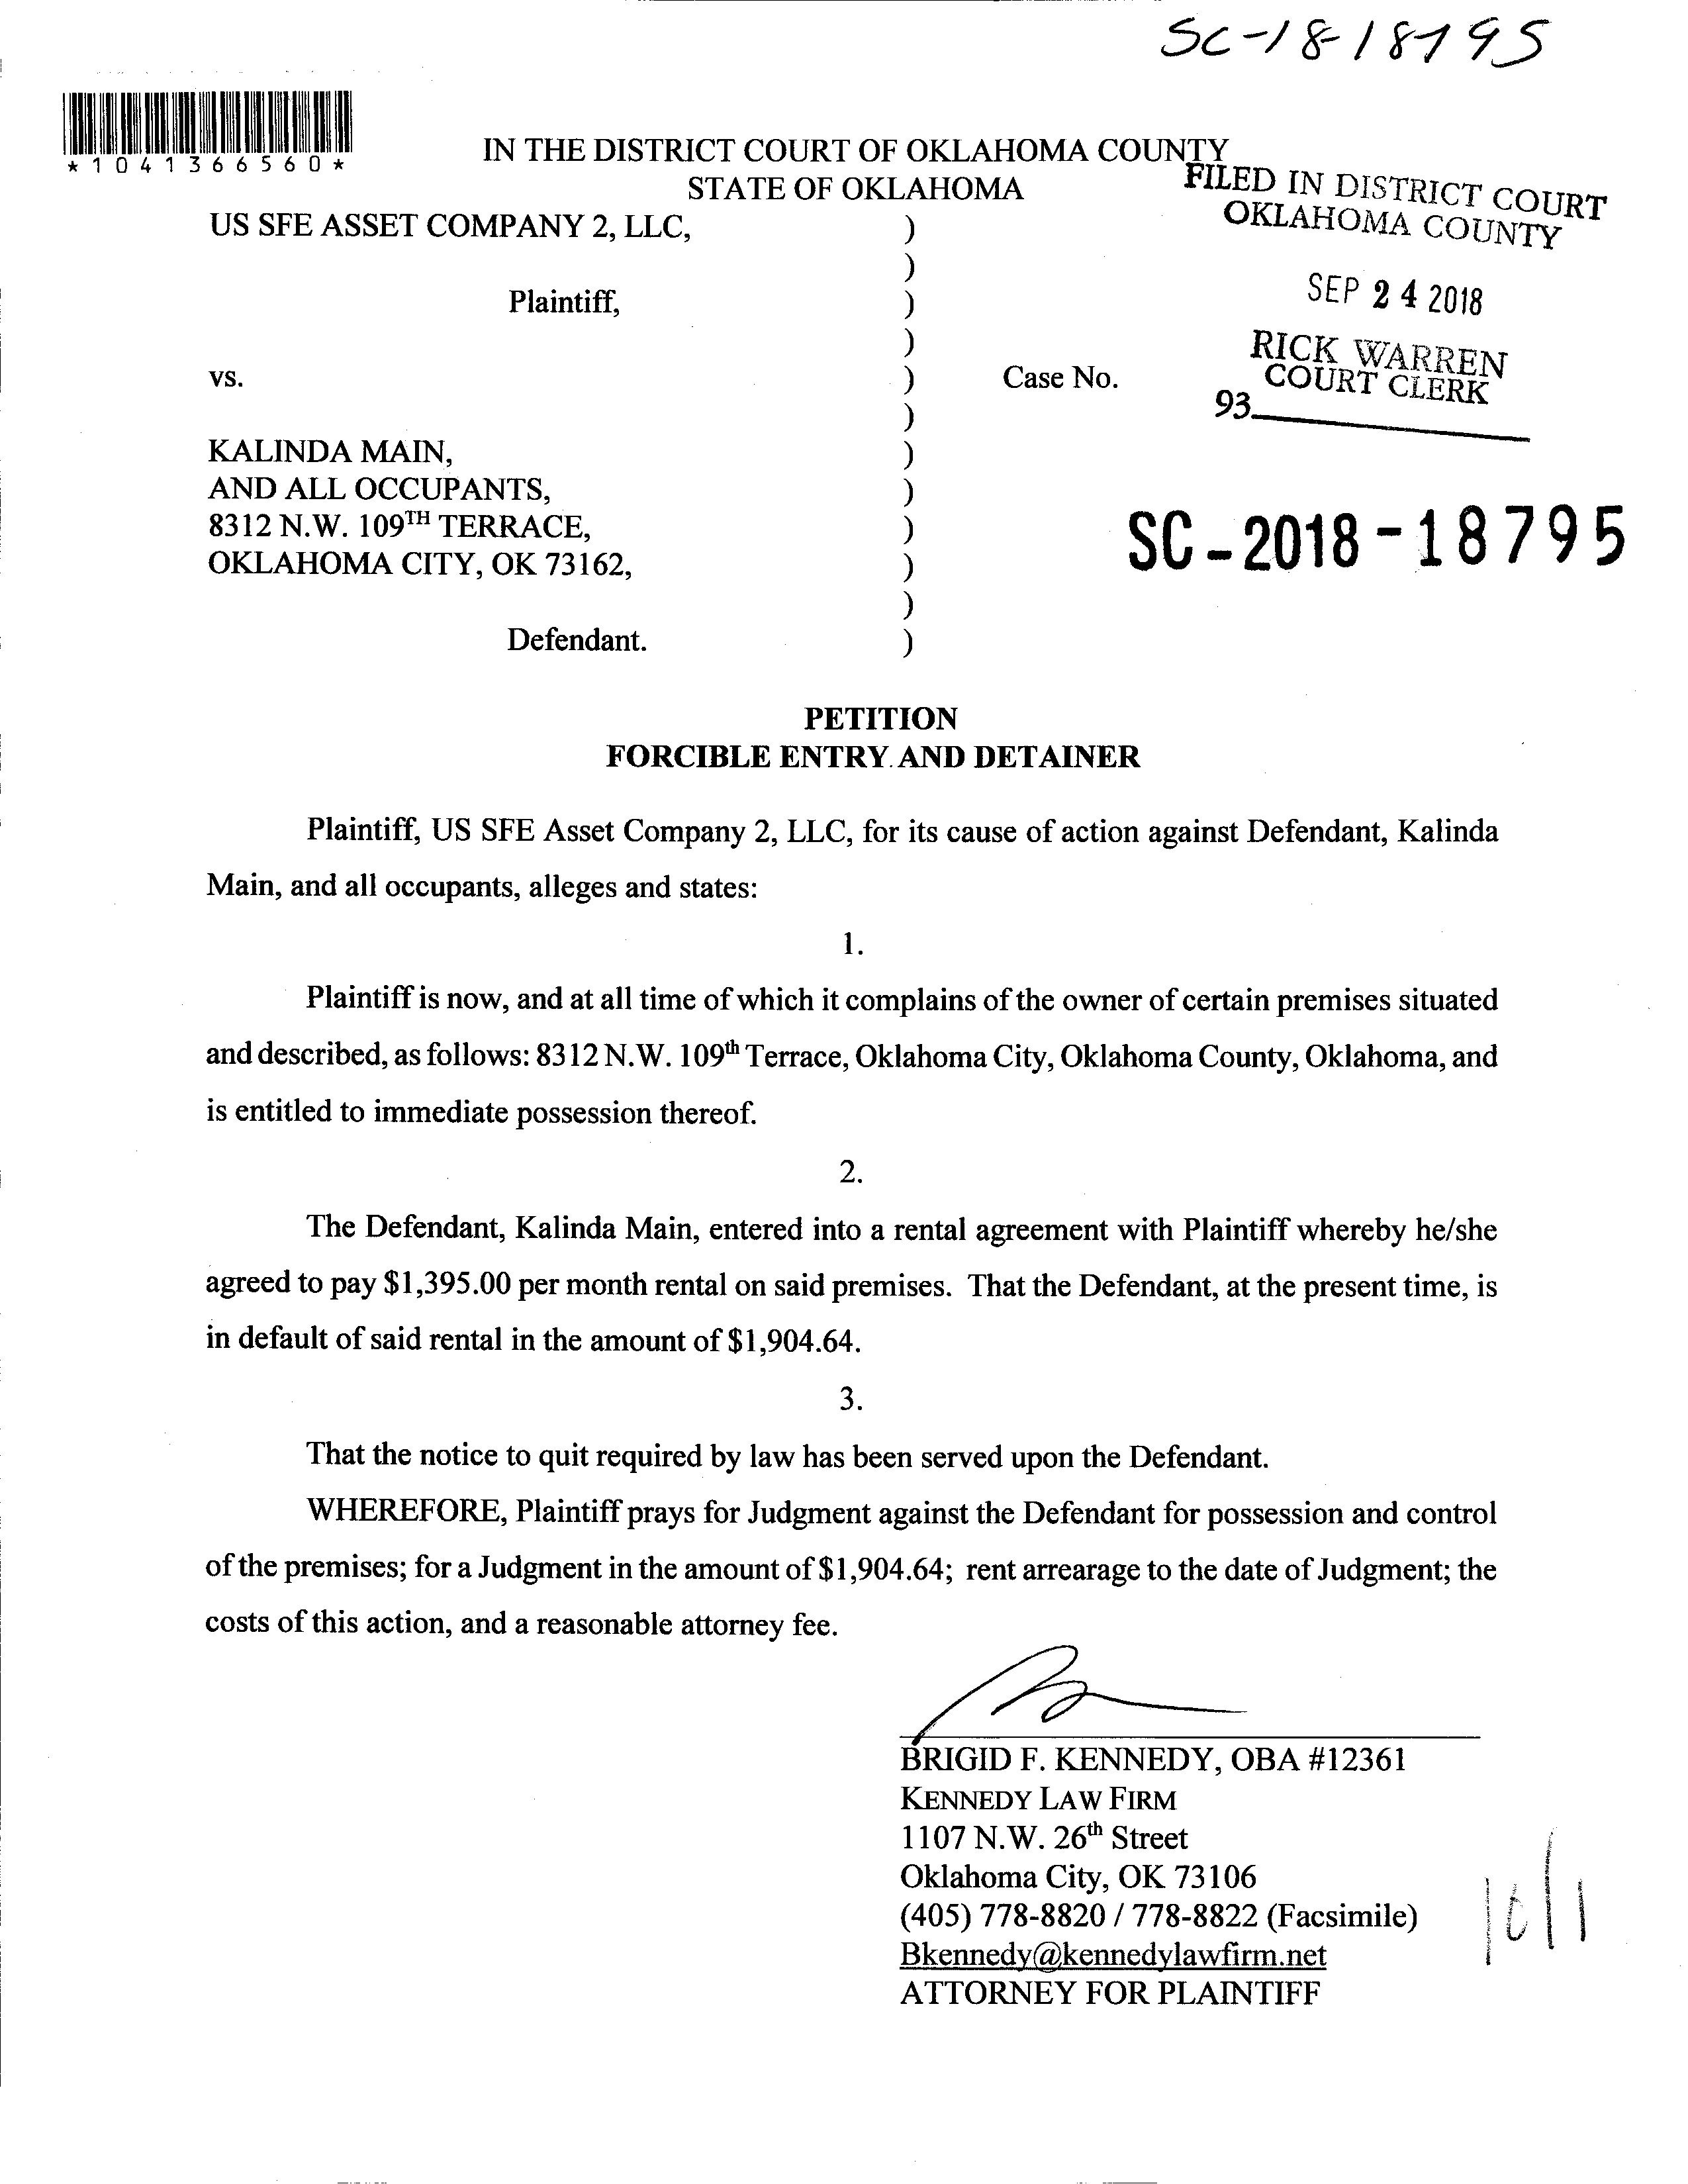 SC-18-18795
*1041366560*
IN THE DISTRICT COURT OF OKLAHOMA COUNTY
STATE OF OKLAHOMA
FILED IN DISTRICT COURT
OKLAHOMA COUNTY
SEP 24 2018
RICK WARREN
COURT CLERK
93
US SFE ASSET COMPANY 2, LLC, )
)
Plaintiff, )
)
vs. ) Case No.
)
KALINDA MAIN, )
AND ALL OCCUPANTS, )
8312 N.W. 109TH TERRACE, )
OKLAHOMA CITY, OK 73162, )
)
Defendant. )
SC-2018-18795
PETITION
FORCIBLE ENTRY AND DETAINER
Plaintiff, US SFE Asset Company 2, LLC, for its cause of action against Defendant, Kalinda
Main, and all occupants, alleges and states:
1.
Plaintiff is now, and at all time of which it complains of the owner of certain premises situated
and described, as follows: 8312 N.W. 109th Terrace, Oklahoma City, Oklahoma County, Oklahoma, and
is entitled to immediate possession thereof.
2.
The Defendant, Kalinda Main, entered into a rental agreement with Plaintiff whereby he/she
agreed to pay $1,395.00 per month rental on said premises. That the Defendant, at the present time, is
in default of said rental in the amount of $1,904.64.
3.
That the notice to quit required by law has been served upon the Defendant.
WHEREFORE, Plaintiff prays for Judgment against the Defendant for possession and control
of the premises; for a Judgment in the amount of $1,904.64; rent arrearage to the date of Judgment; the
costs of this action, and a reasonable attorney fee.
BRIGID F. KENNEDY, OBA #12361
KENNEDY LAW FIRM
1107 N.W. 26th Street
Oklahoma City, OK 73106
(405) 778-8820 / 778-8822 (Facsimile)
Bkennedy@kennedylawfirm.net
ATTORNEY FOR PLAINTIFF
10/1